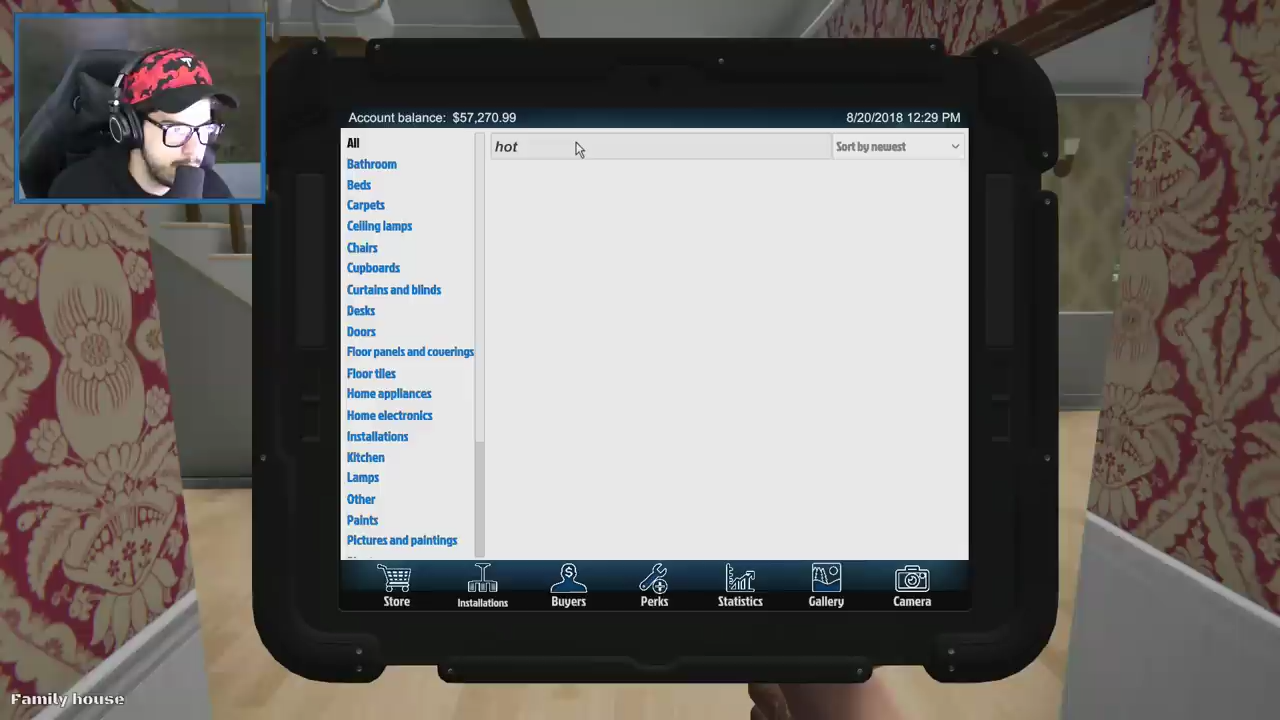 Account balance: $57,270.99
8/20/2018 12:29 PM
All
hot
Sort by newest
Bathroom
Beds
Carpets
Ceiling lamps
Chairs
Cupboards
Curtains and blinds
Desks
Doors
Floor panels and coverings
Floor tiles
Home appliances
Home electronics
Installations
Kitchen
Lamps
Other
Paints
Pictures and paintings
Store
Installations
Buyers
Perks
Statistics
Gallery
Camera
Family house